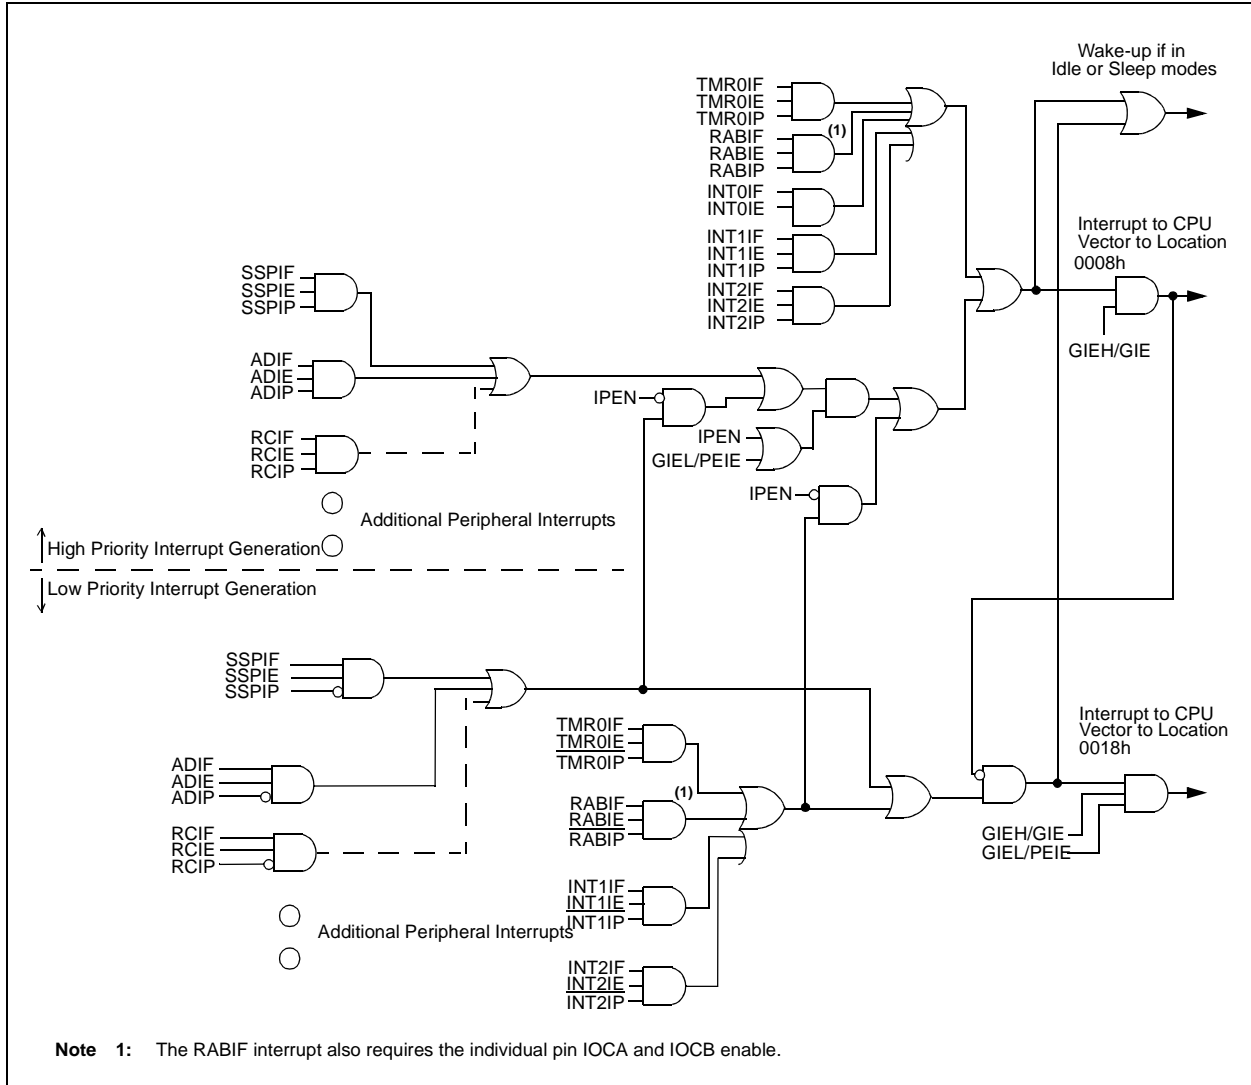 Wake-up if in
Idle or Sleep modes
TMR0IF
TMR0IE
TMR0IP
(1)
RABIF
RABIE
RABIP
INT0IF
INT0IE
INT1IF
INT1IE
INT1IP
INT2IF
INT2IE
INT2IP
Interrupt to CPU
Vector to Location
0008h
GIEH/GIE
SSPIF
SSPIE
SSPIP
ADIF
ADIE
ADIP
RCIF
RCIE
RCIP
IPEN
IPEN
GIEL/PEIE
IPEN
Additional Peripheral Interrupts
High Priority Interrupt Generation
Low Priority Interrupt Generation
SSPIF
SSPIE
SSPIP
ADIF
ADIE
ADIP
RCIF
RCIE
RCIP
Additional Peripheral Interrupts
TMR0IF
TMR0IE
TMR0IP
(1)
RABIF
RABIE
RABIP
INT1IF
INT1IE
INT1IP
INT2IF
INT2IE
INT2IP
Interrupt to CPU
Vector to Location
0018h
GIEH/GIE
GIEL/PEIE
Note 1: The RABIF interrupt also requires the individual pin IOCA and IOCB enable.